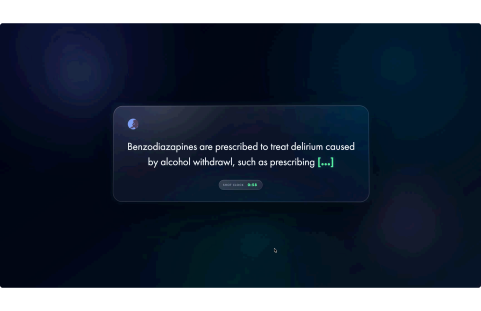 Benzodiazapines are prescribed to treat delirium caused
by alcohol withdrawl, such as prescribing [...]